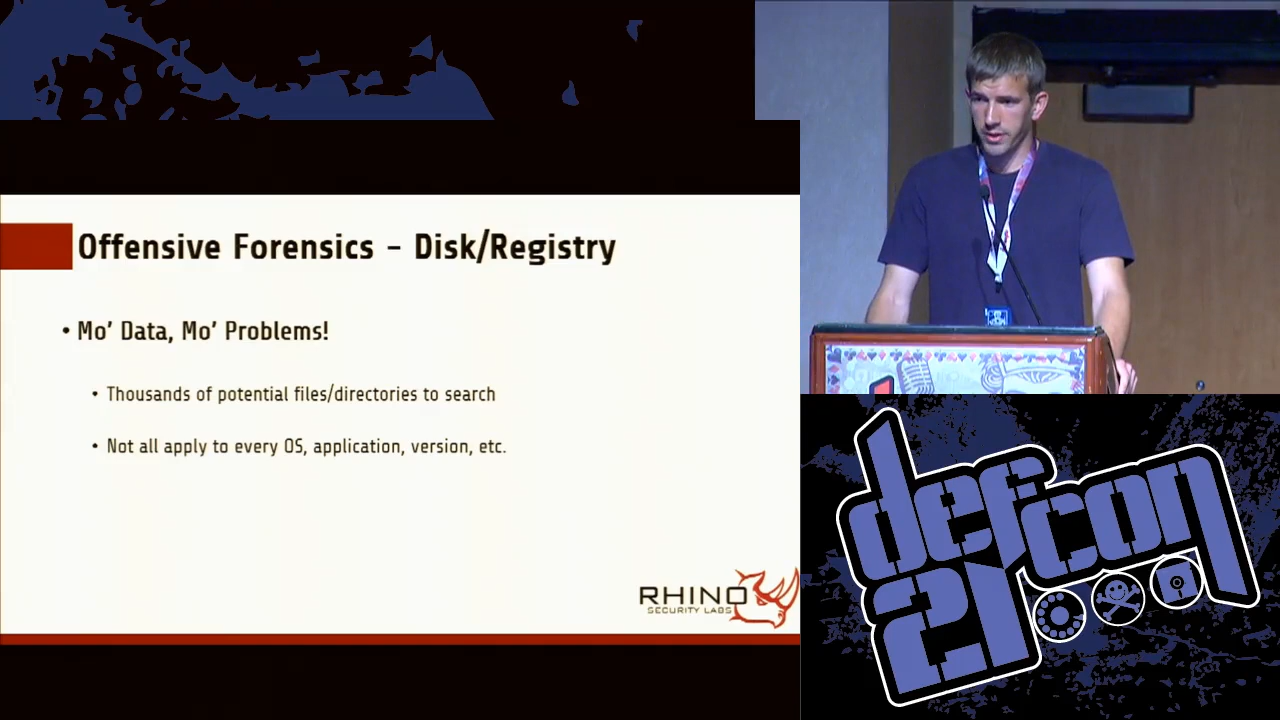 Offensive Forensics – Disk/Registry
• Mo’ Data, Mo’ Problems!
• Thousands of potential files/directories to search
• Not all apply to every OS, application, version, etc.
RHINO
SECURITY LABS
defcon
21